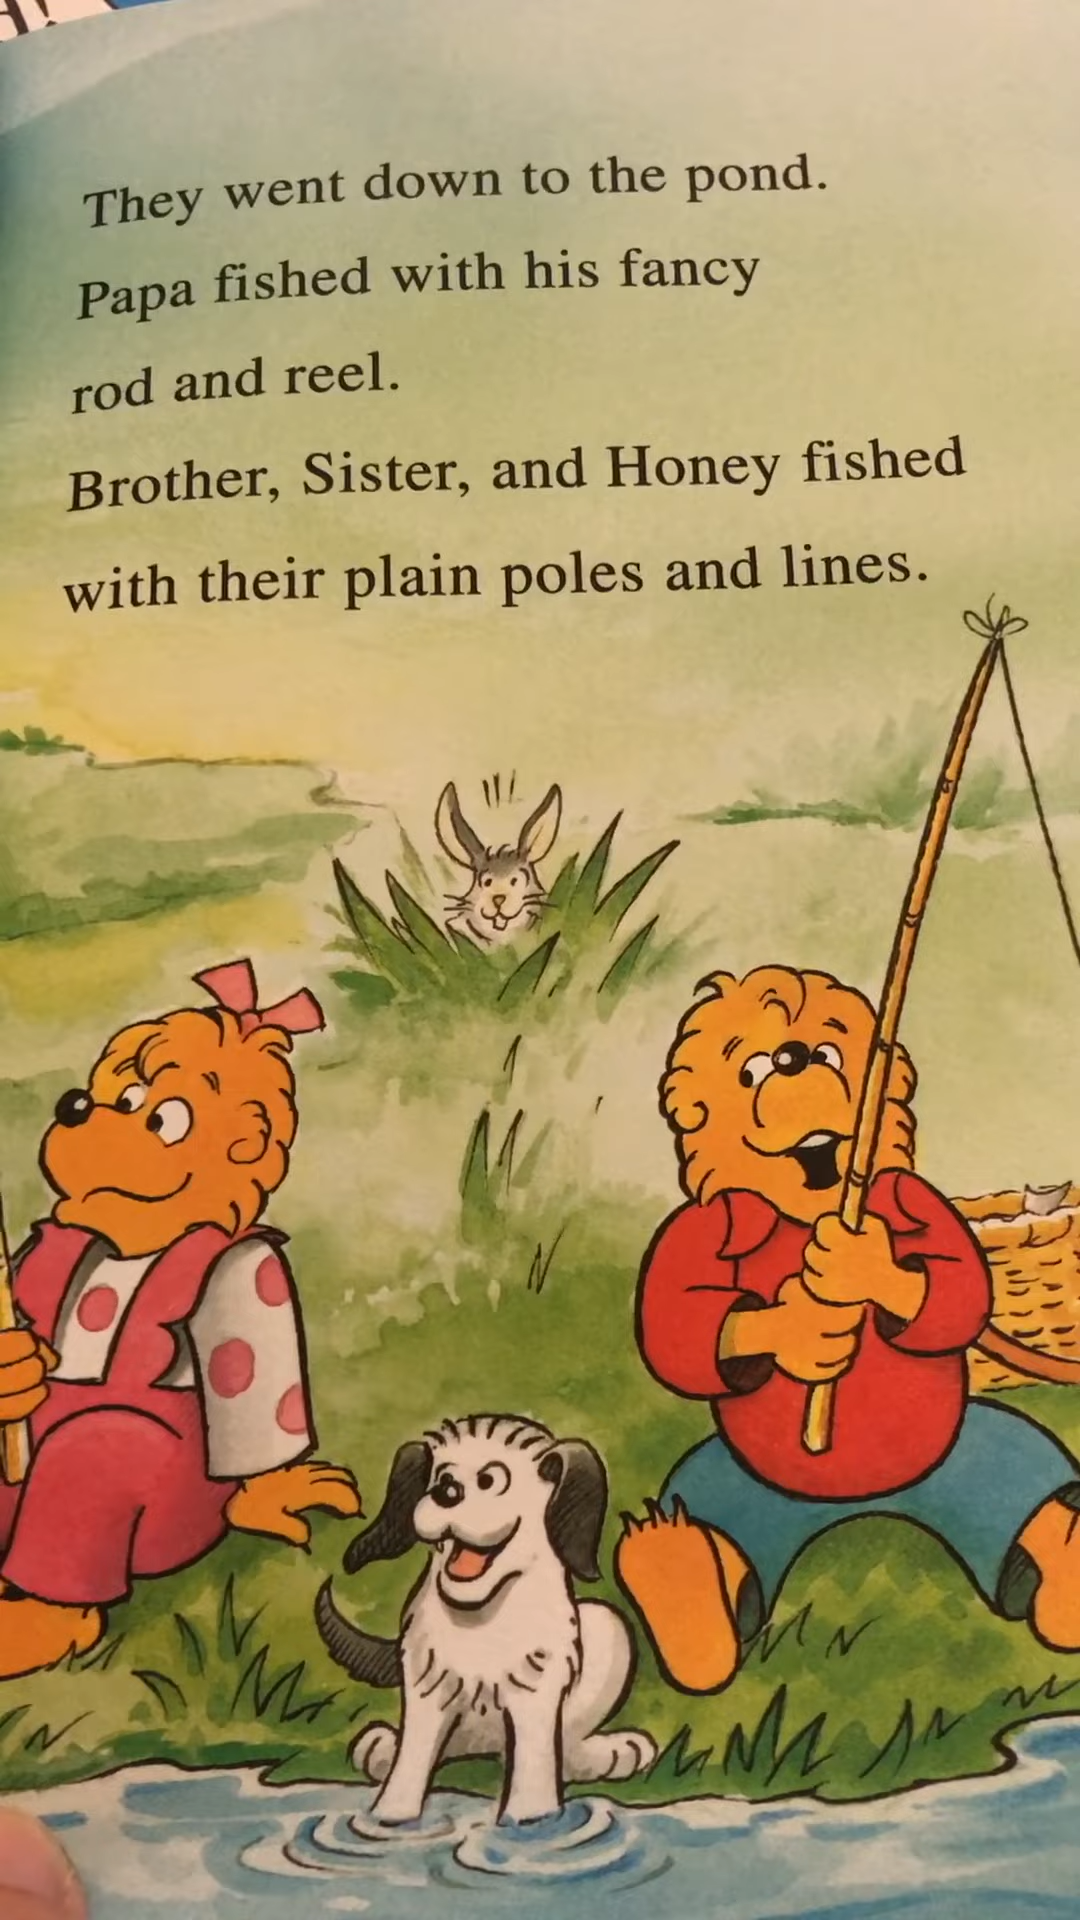 They went down to the pond.
Papa fished with his fancy
rod and reel.
Brother, Sister, and Honey fished
with their plain poles and lines.